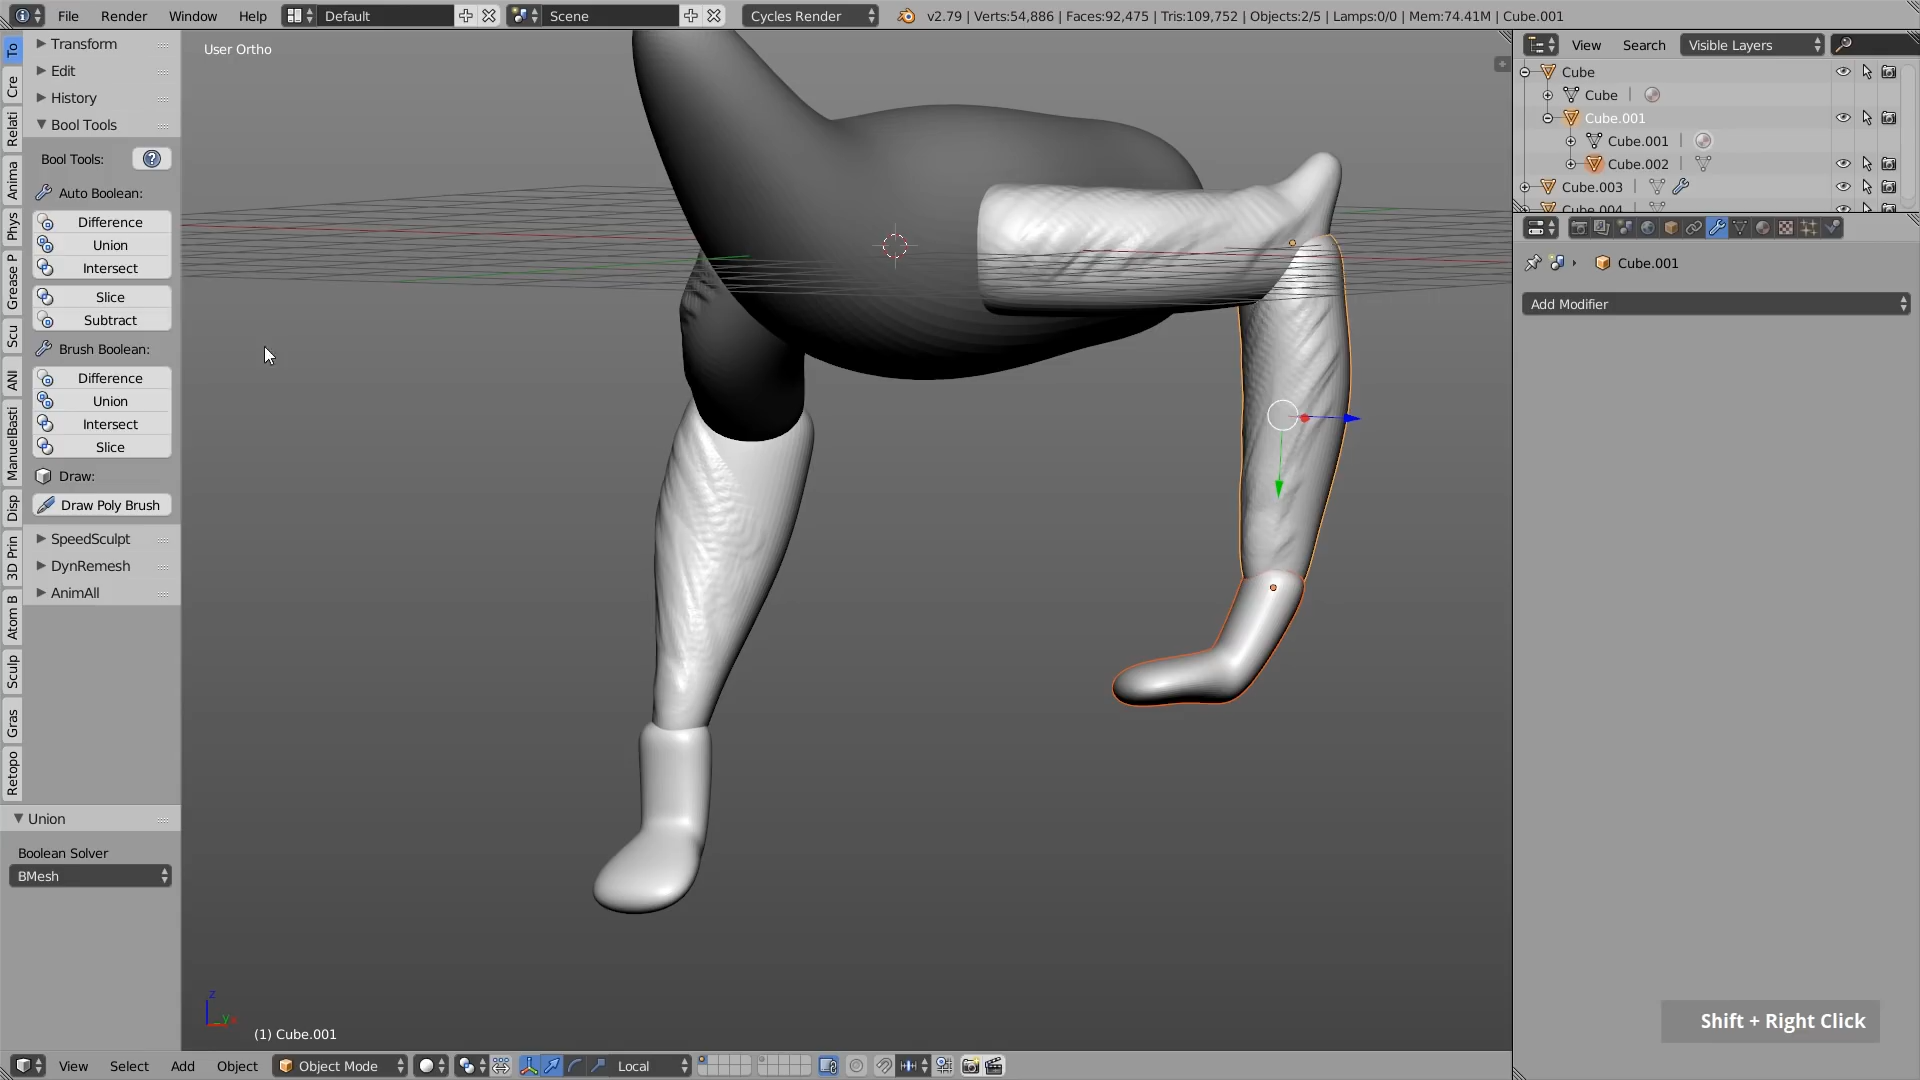 File Render Window Help Default Scene Cycles Render v2.79 | Verts:54,886 | Faces:92,475 | Tris:109,752 | Objects:2/5 | Lamps:0/0 | Mem:74.41M | Cube.001
To
Cre
Relati
Anima
Phys
Grease P
Scu
ANI
ManuelBasti
Disp
3D Prin
Atom B
Sculp
Gras
Retopo
Transform
Edit
History
Bool Tools
Bool Tools:
Auto Boolean:
Difference
Union
Intersect
Slice
Subtract
Brush Boolean:
Difference
Union
Intersect
Slice
Draw:
Draw Poly Brush
SpeedSculpt
DynRemesh
AnimAll
Union
Boolean Solver
BMesh
User Ortho
z
y
(1) Cube.001
View Select Add Object Object Mode Local
View Search Visible Layers
Cube
Cube
Cube.001
Cube.001
Cube.002
Cube.003
Cube.004
Cube.001
Add Modifier
Shift + Right Click